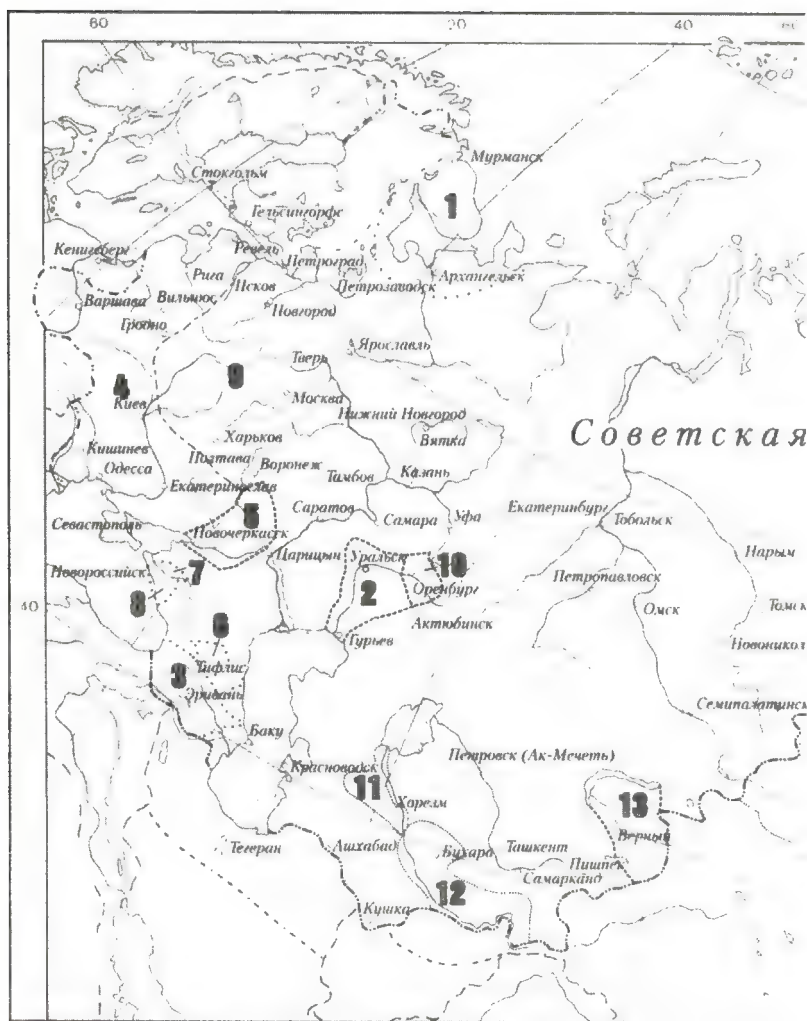 60 20 40 60
Мурманск
1
Стокгольм
Гельсингорфс
Кенигсберг
Ревель
Петроград
Рига
Псков
Петрозаводск
Архангельск
Варшава
Вильнюс
Новгород
Гродно
Ярославль
Тверь
9
4
Киев
Москва
Нижний Новгород
Вятка
Советская
Харьков
Кишинев
Одесса
Полтава
Воронеж
Тамбов
Казань
Екатеринослав
Саратов
Самара
Уфа
Екатеринбург
Тобольск
5
Севастополь
Новочеркасск
Царицын
Уральск
10
Нарым
Новороссийск
7
2
Оренбург
Петропавловск
Омск
Томск
40
8
6
Гурьев
Актюбинск
Новоникол
3
Тифлис
Эривань
Семипалатинск
Баку
Петровск (Ак-Мечеть)
Красноводск
11
Хорезм
13
Верный
Тегеран
Ашхабад
Бухара
Ташкент
Пишпек
Самарканд
12
Кушка